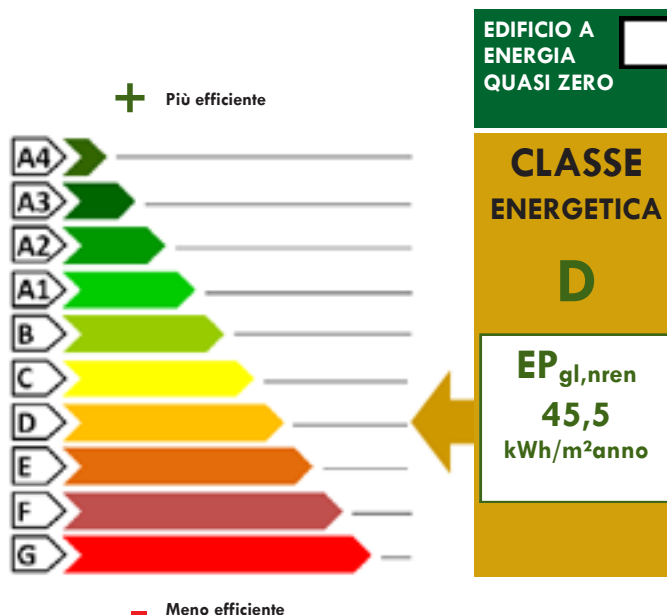 EDIFICIO A
ENERGIA
QUASI ZERO
+ Più efficiente
A4
A3
A2
A1
B
C
D
E
F
G
- Meno efficiente
CLASSE
ENERGETICA
D
EPgl,nren
45,5
kWh/m²anno